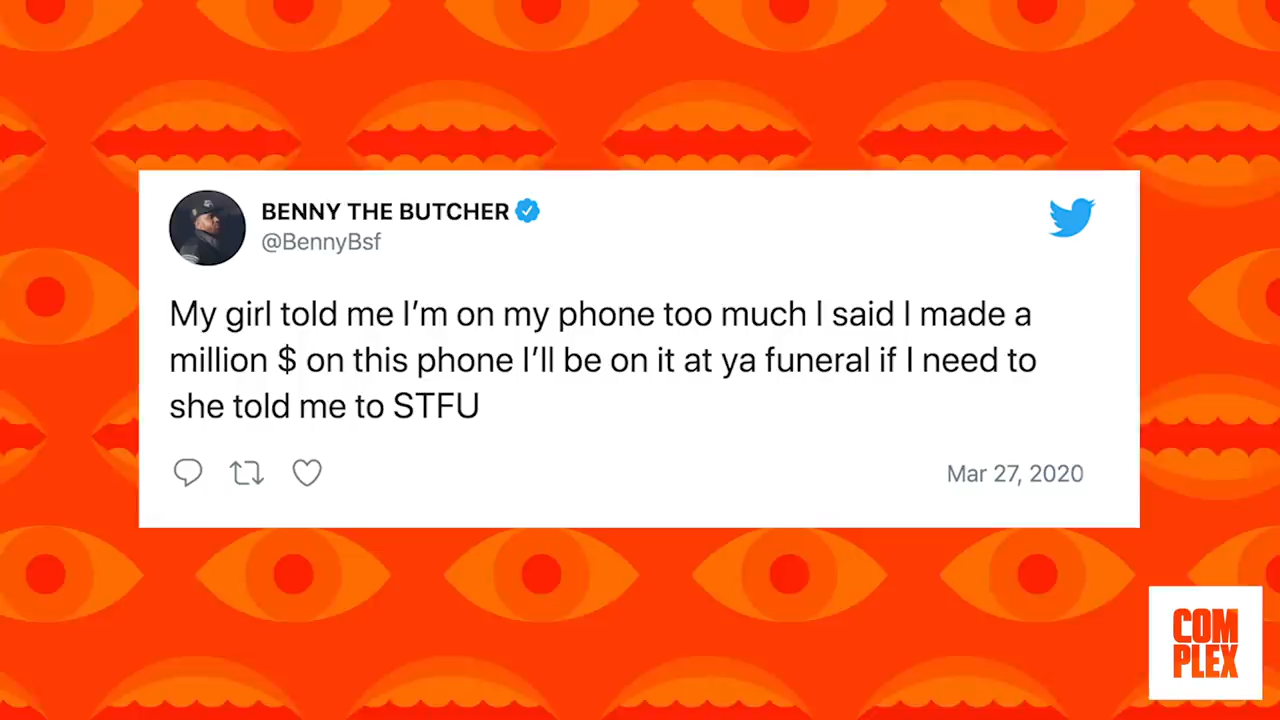 BENNY THE BUTCHER
@BennyBsf
My girl told me I’m on my phone too much I said I made a
million $ on this phone I’ll be on it at ya funeral if I need to
she told me to STFU
Mar 27, 2020
COM
PLEX